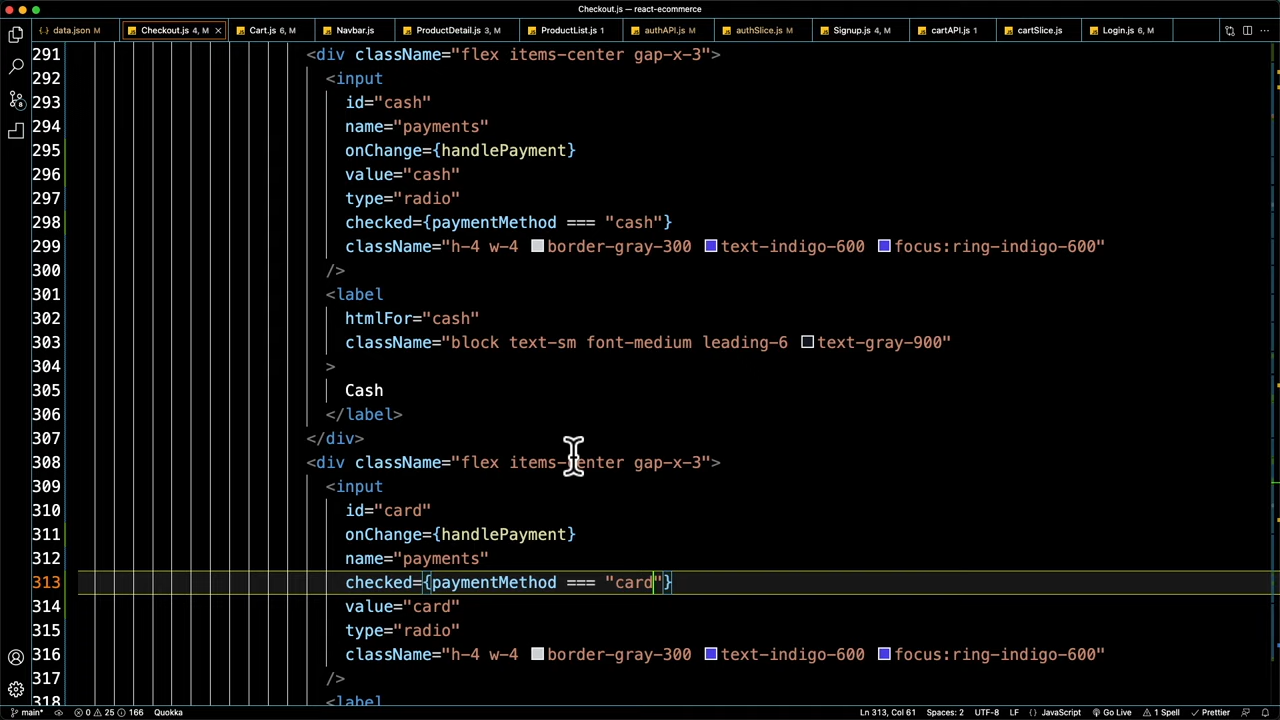 Checkout.js — react-ecommerce
data.json M
Checkout.js 4, M
Cart.js 6, M
Navbar.js
ProductDetail.js 3, M
ProductList.js 1
authAPI.js M
authSlice.js M
Signup.js 4, M
cartAPI.js 1
cartSlice.js
Login.js 6, M
291 <div className="flex items-center gap-x-3">
292 <input
293 id="cash"
294 name="payments"
295 onChange={handlePayment}
296 value="cash"
297 type="radio"
298 checked={paymentMethod === "cash"}
299 className="h-4 w-4 border-gray-300 text-indigo-600 focus:ring-indigo-600"
300 />
301 <label
302 htmlFor="cash"
303 className="block text-sm font-medium leading-6 text-gray-900"
304 >
305 Cash
306 </label>
307 </div>
308 <div className="flex items-center gap-x-3">
309 <input
310 id="card"
311 onChange={handlePayment}
312 name="payments"
313 checked={paymentMethod === "card"}
314 value="card"
315 type="radio"
316 className="h-4 w-4 border-gray-300 text-indigo-600 focus:ring-indigo-600"
317 />
318 <label
main* 0 25 166 Quokka Ln 313, Col 61 Spaces: 2 UTF-8 LF {} JavaScript Go Live 1 Spell Prettier